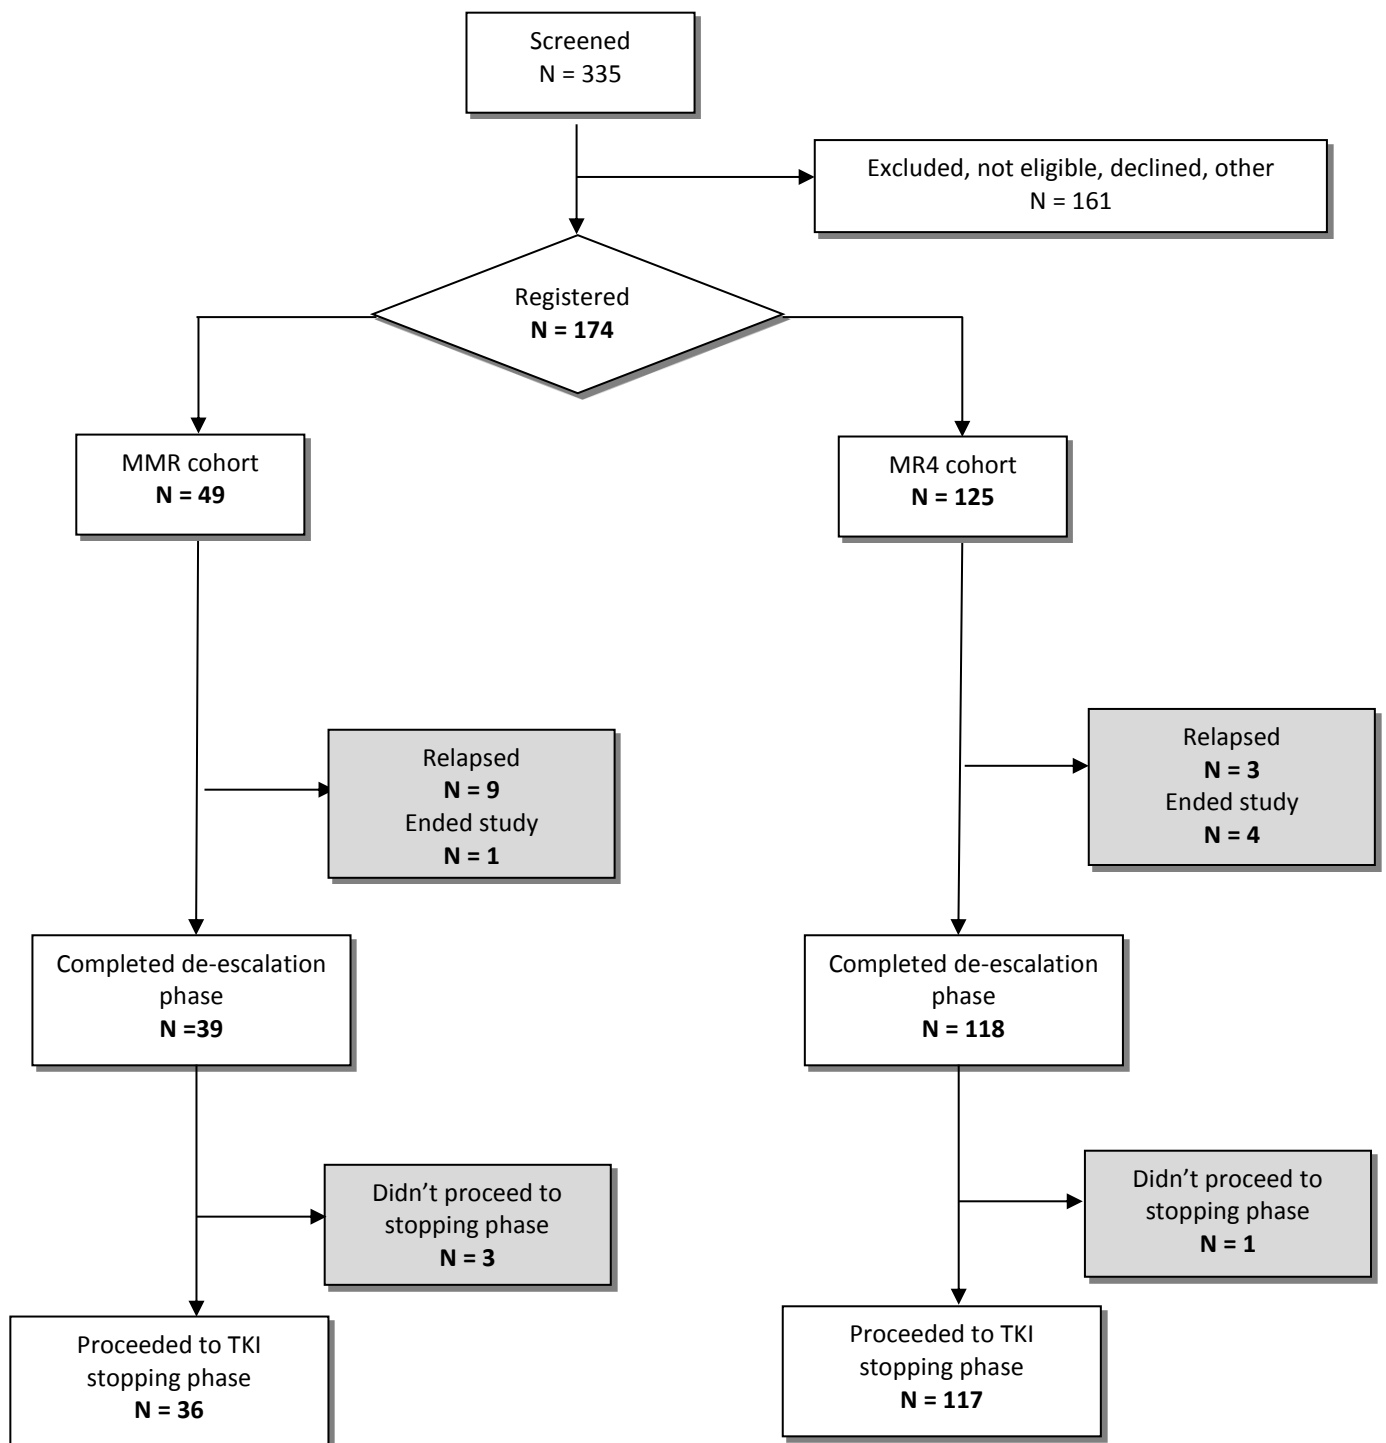 Screened
N = 335
Excluded, not eligible, declined, other
N = 161
Registered
N = 174
MMR cohort
N = 49
MR4 cohort
N = 125
Relapsed
N = 9
Ended study
N = 1
Relapsed
N = 3
Ended study
N = 4
Completed de-escalation
phase
N =39
Completed de-escalation
phase
N = 118
Didn’t proceed to
stopping phase
N = 3
Didn’t proceed to
stopping phase
N = 1
Proceeded to TKI
stopping phase
N = 36
Proceeded to TKI
stopping phase
N = 117